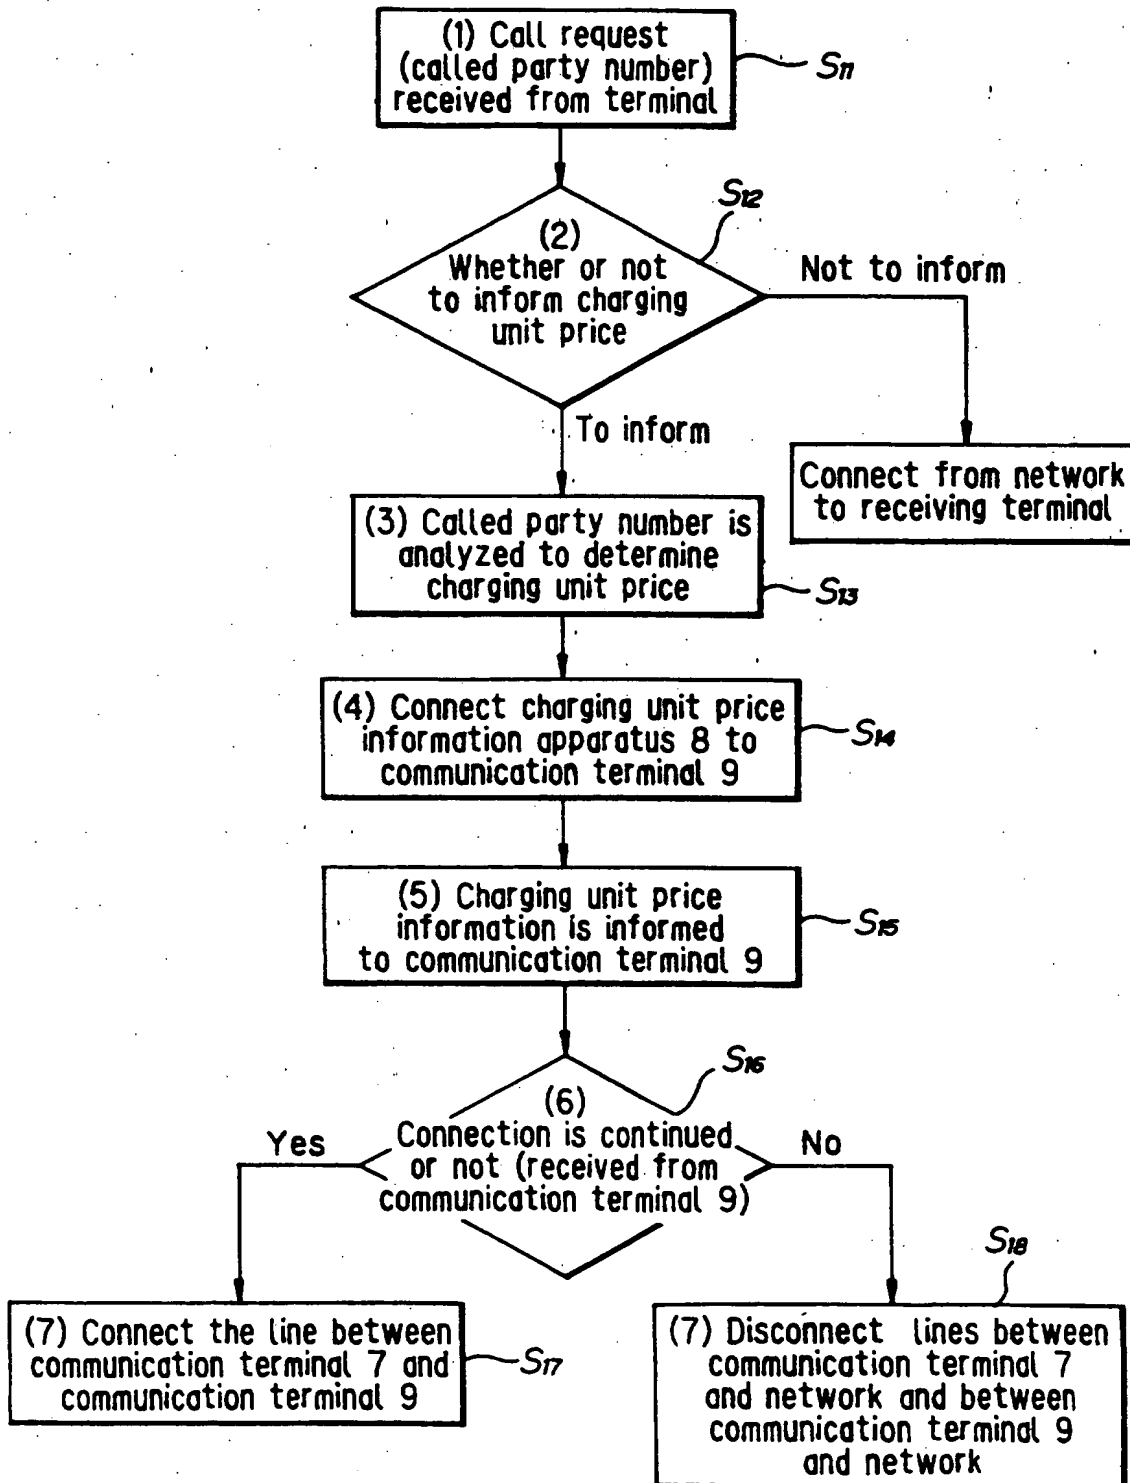 (1) Call request
(called party number)
received from terminal
S11
S12
(2)
Whether or not
to inform charging
unit price
Not to inform
To inform
Connect from network
to receiving terminal
(3) Called party number is
analyzed to determine
charging unit price
S13
(4) Connect charging unit price
information apparatus 8 to
communication terminal 9
S14
(5) Charging unit price
information is informed
to communication terminal 9
S15
S16
(6)
Connection is continued
or not (received from
communication terminal 9)
Yes
No
S18
(7) Connect the line between
communication terminal 7 and
communication terminal 9
S17
(7) Disconnect lines between
communication terminal 7
and network and between
communication terminal 9
and network